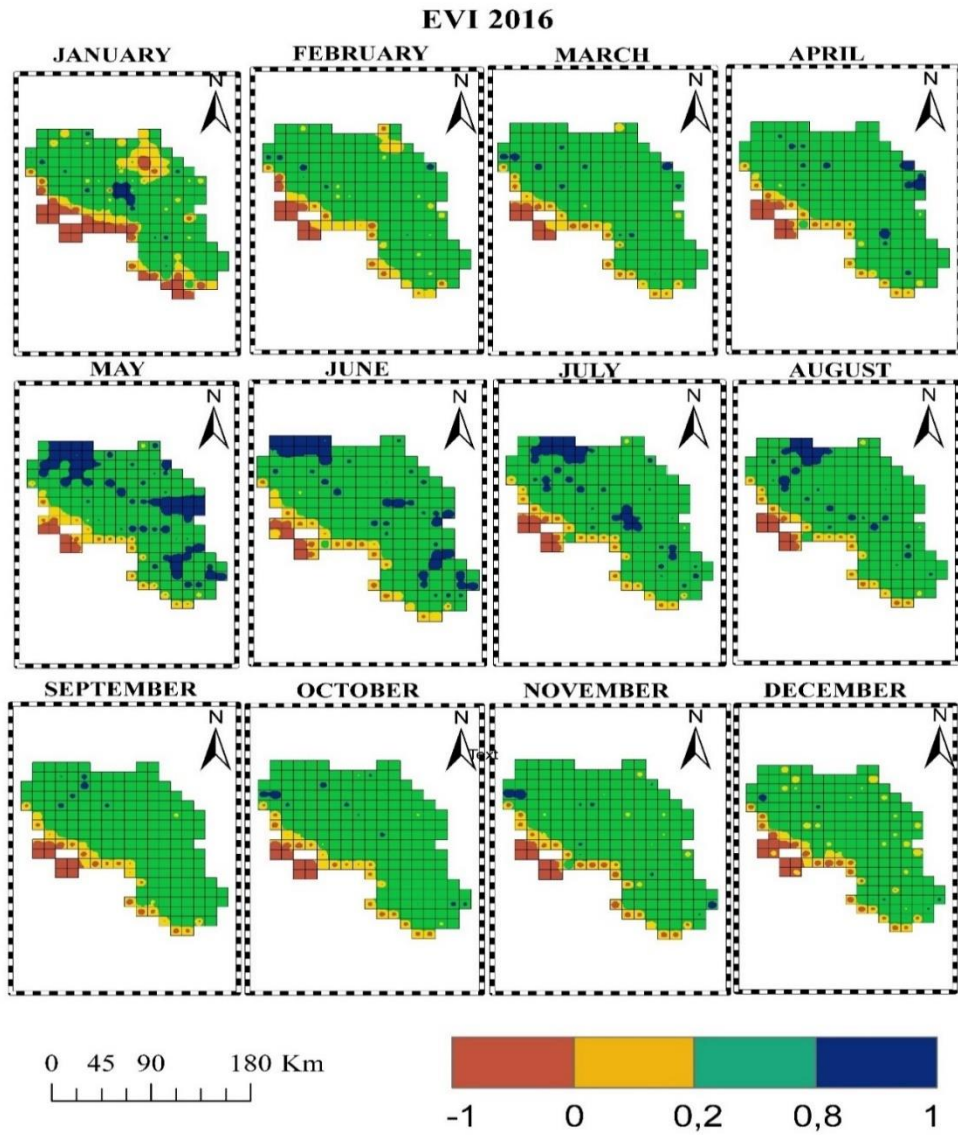 EVI 2016
JANUARY FEBRUARY MARCH APRIL
N N N N
MAY JUNE JULY AUGUST
N N N N
SEPTEMBER OCTOBER NOVEMBER DECEMBER
N N N N
Text
0 45 90 180 Km
-1 0 0,2 0,8 1